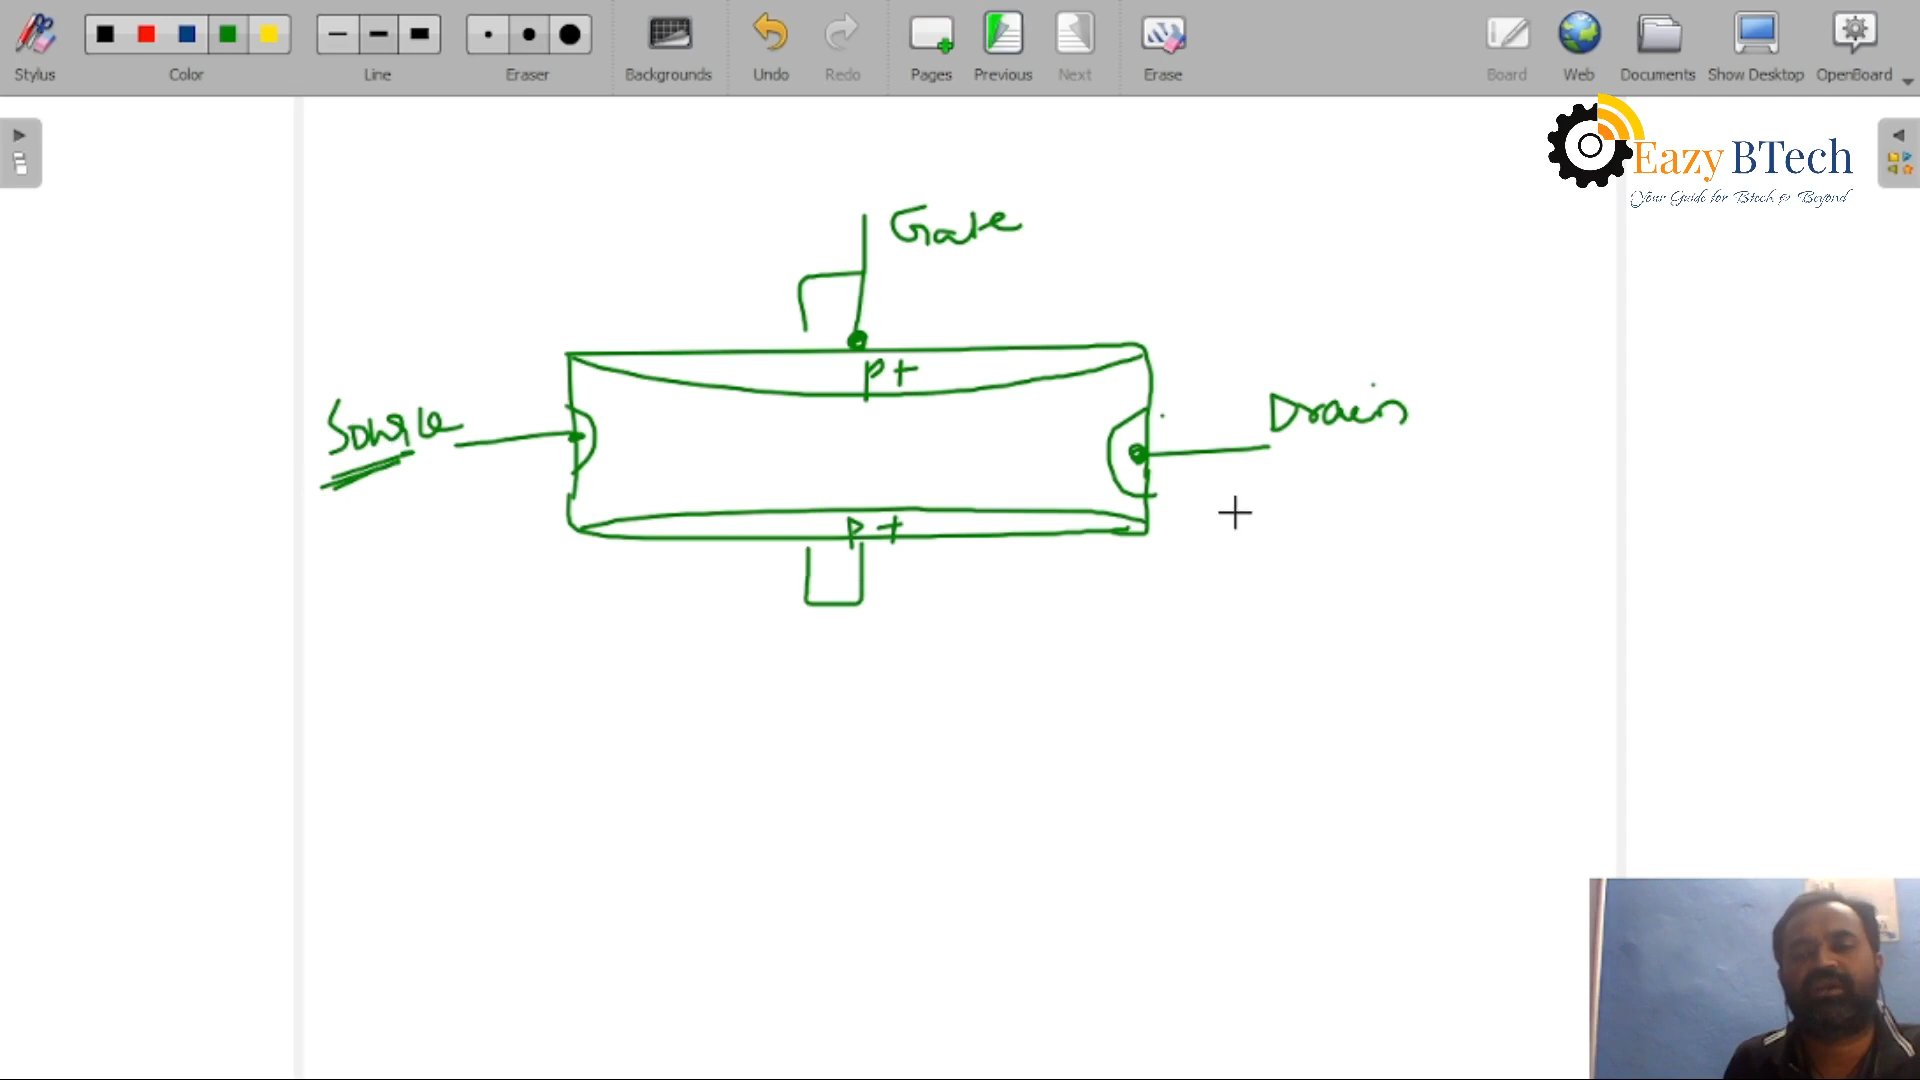 Stylus
Color
Line
Eraser
Backgrounds
Undo
Redo
Pages
Previous
Next
Erase
Board
Web
Documents
Show Desktop
OpenBoard
Eazy BTech
Your Guide for Btech & Beyond
Gate
P+
Source
Drain
P+